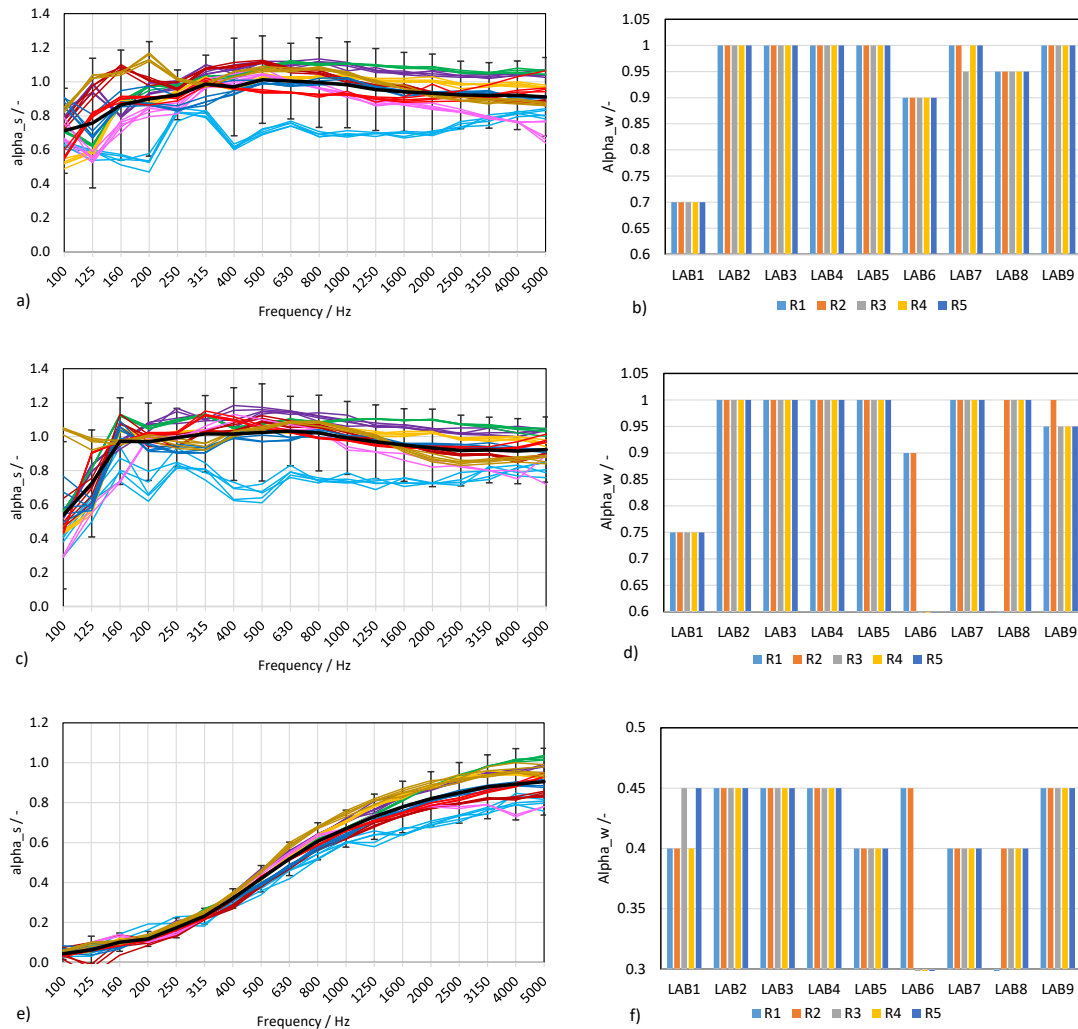 1.4
1.2
1.0
0.8
0.6
0.4
0.2
0.0
alpha_s / -
100 125 160 200 250 315 400 500 630 800 1000 1250 1600 2000 2500 3150 4000 5000
Frequency / Hz
a)
1.05
1
0.95
0.9
0.85
0.8
0.75
0.7
0.65
0.6
Alpha_w /-
LAB1 LAB2 LAB3 LAB4 LAB5 LAB6 LAB7 LAB8 LAB9
R1 R2 R3 R4 R5
b)
1.4
1.2
1.0
0.8
0.6
0.4
0.2
0.0
alpha_s / -
100 125 160 200 250 315 400 500 630 800 1000 1250 1600 2000 2500 3150 4000 5000
Frequency / Hz
c)
1.05
1
0.95
0.9
0.85
0.8
0.75
0.7
0.65
0.6
Alpha_w /-
LAB1 LAB2 LAB3 LAB4 LAB5 LAB6 LAB7 LAB8 LAB9
R1 R2 R3 R4 R5
d)
1.2
1.0
0.8
0.6
0.4
0.2
0.0
alpha_s / -
100 125 160 200 250 315 400 500 630 800 1000 1250 1600 2000 2500 3150 4000 5000
Frequency / Hz
e)
0.5
0.45
0.4
0.35
0.3
Alpha_w /-
LAB1 LAB2 LAB3 LAB4 LAB5 LAB6 LAB7 LAB8 LAB9
R1 R2 R3 R4 R5
f)